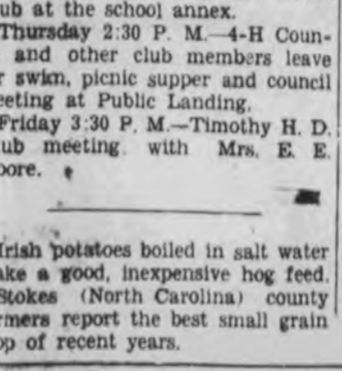 ub at the school annex.
Thursday 2:30 P. M.—4-H Coun-
and other club members leave
r swim, picnic supper and council
eeting at Public Landing.
Friday 3:30 P. M.—Timothy H. D.
ub meeting with Mrs. E. E.
oore.
Irish potatoes boiled in salt water
ake a good, inexpensive hog feed.
Stokes (North Carolina) county
rmers report the best small grain
op of recent years.